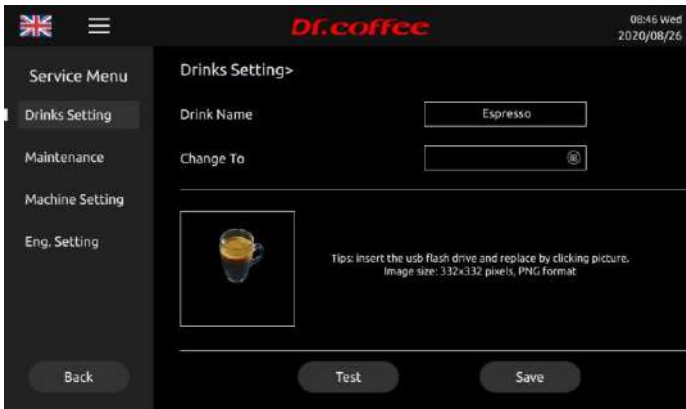 Dr.coffee
08:46 Wed
2020/08/26
Service Menu
Drinks Setting
Maintenance
Machine Setting
Eng. Setting
Back
Drinks Setting>
Drink Name
Espresso
Change To
Tips: insert the usb flash drive and replace by clicking picture.
Image size: 332x332 pixels, PNG format
Test
Save